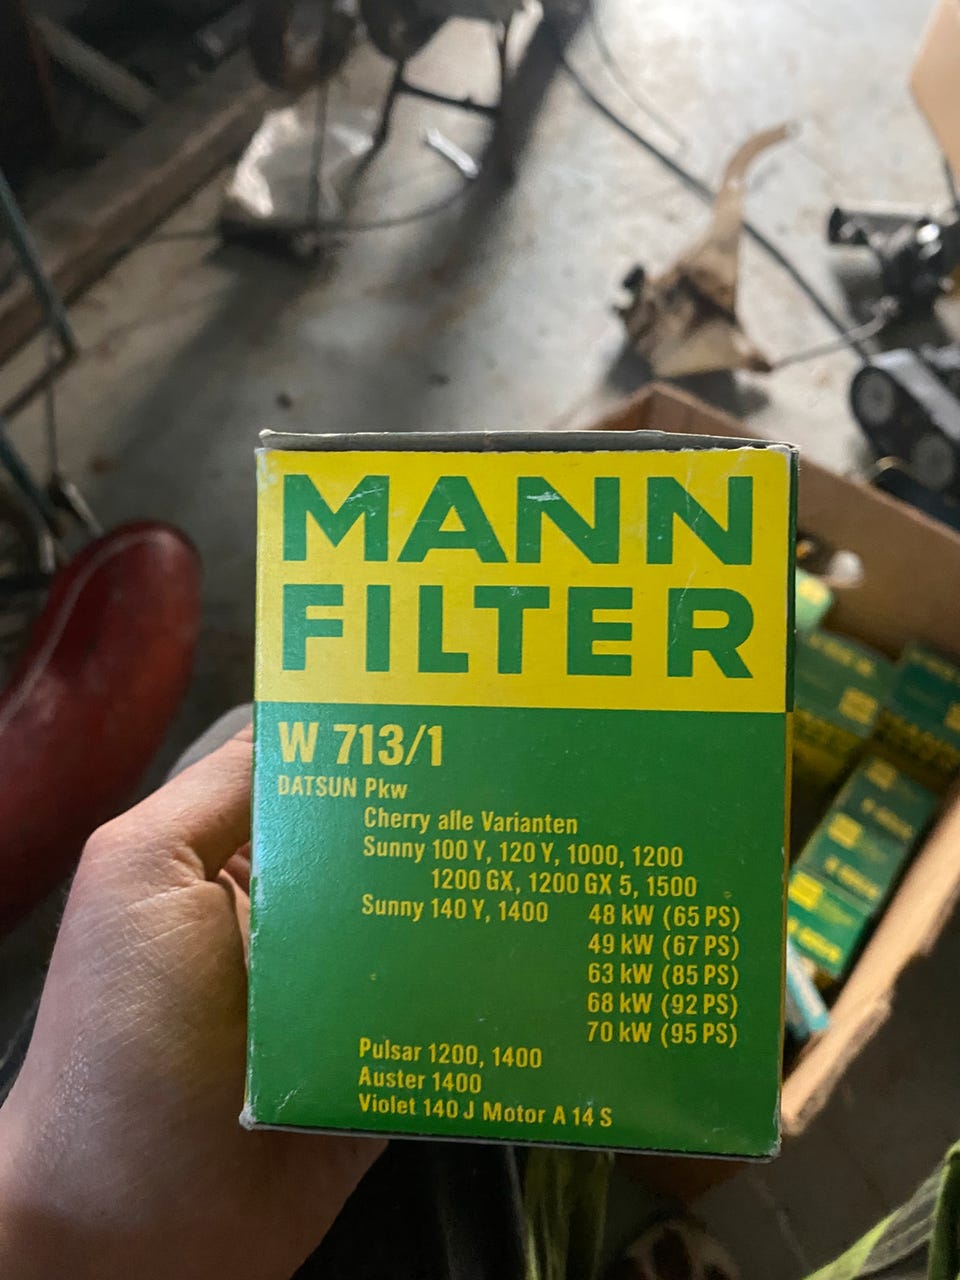 MANN
FILTER
W 713/1
DATSUN Pkw
Cherry alle Varianten
Sunny 100 Y, 120 Y, 1000, 1200
1200 GX, 1200 GX 5, 1500
Sunny 140 Y, 1400 48 kW (65 PS)
49 kW (67 PS)
63 kW (85 PS)
68 kW (92 PS)
70 kW (95 PS)
Pulsar 1200, 1400
Auster 1400
Violet 140 J Motor A 14 S